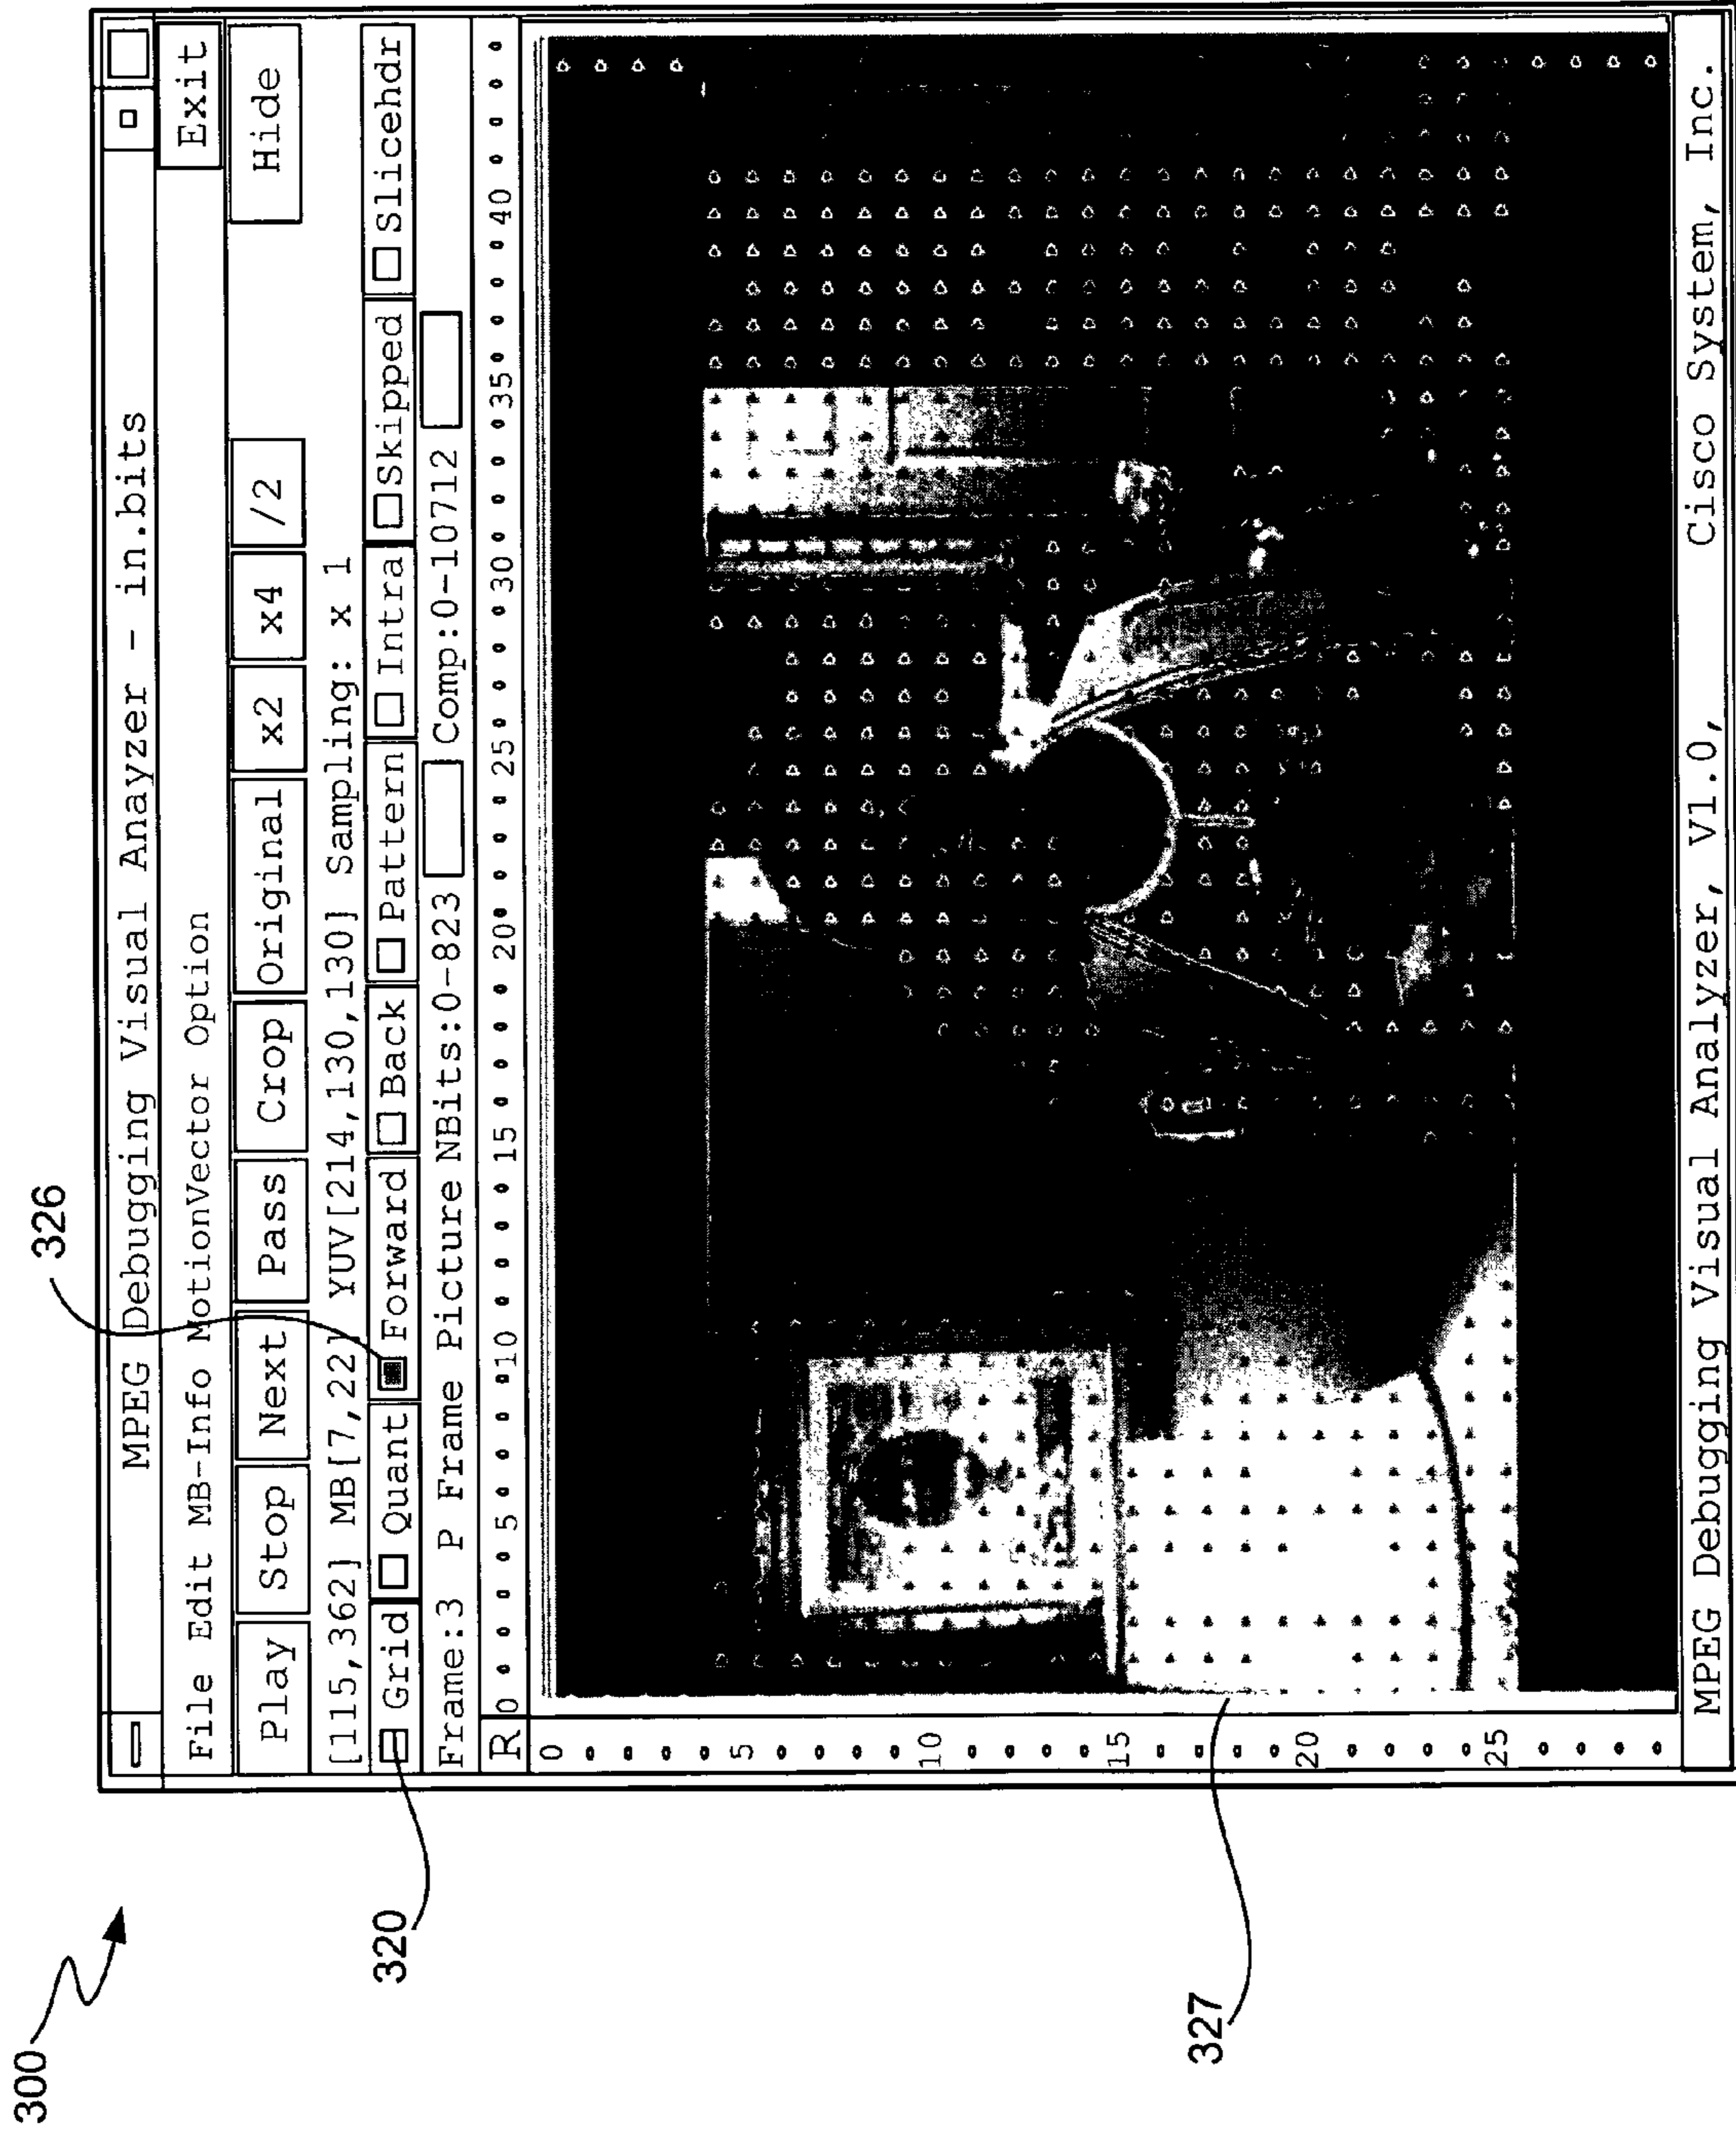 300
326
320
327
MPEG Debugging Visual Anayzer - in.bits
File Edit MB-Info MotionVector Option Exit
Play Stop Next Pass Crop Original x2 x4 /2 Hide
[115,362] MB[7,22] YUV[214,130,130] Sampling: x 1
Grid Quant Forward Back Pattern Intra Skipped Slicehdr
Frame:3 P Frame Picture NBits:0-823 Comp:0-10712
R 0 5 10 15 20 25 30 35 40
0
5
10
15
20
25
MPEG Debugging Visual Analyzer, V1.0, Cisco System, Inc.